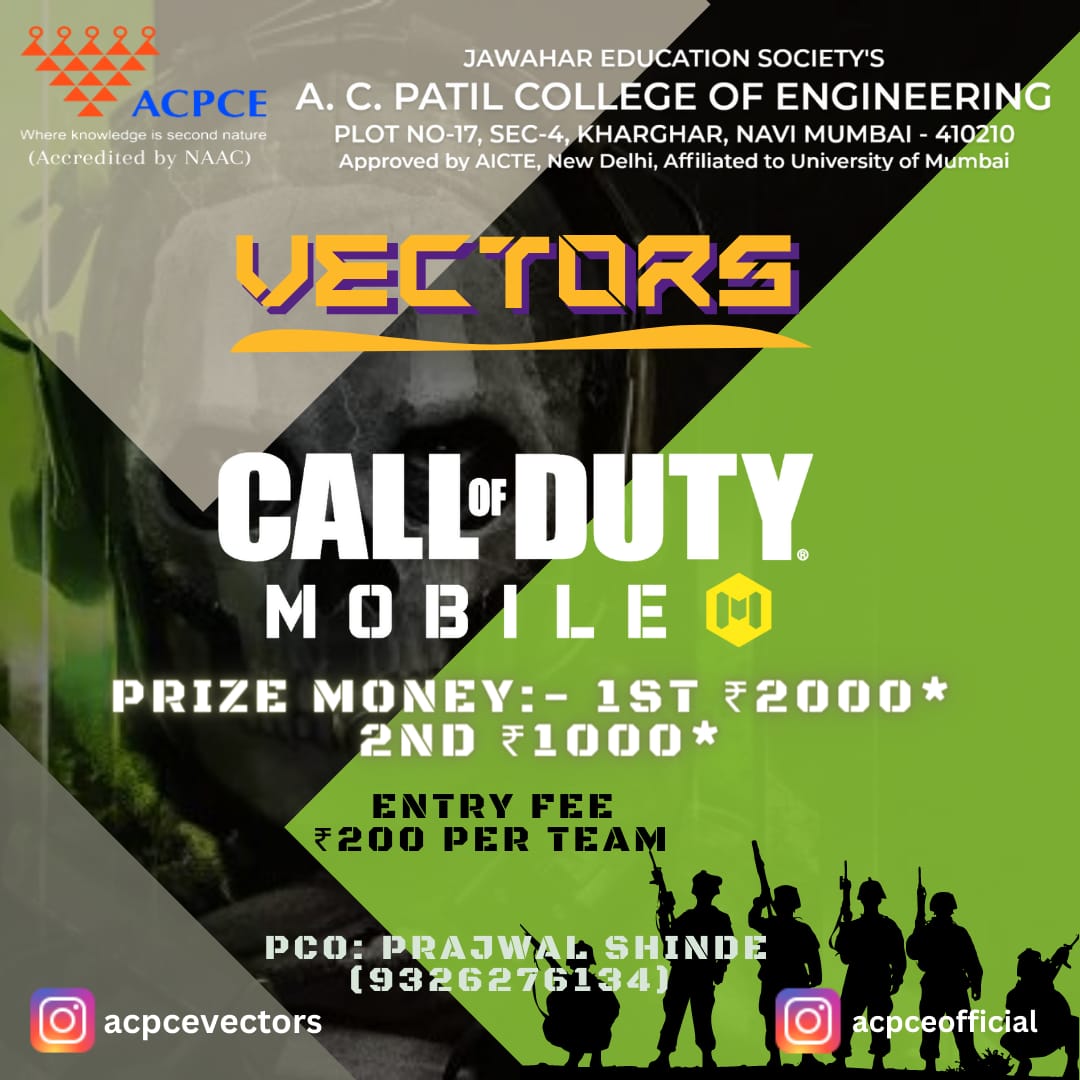 ACPCE
Where knowledge is second nature
(Accredited by NAAC)
JAWAHAR EDUCATION SOCIETY'S
A. C. PATIL COLLEGE OF ENGINEERING
PLOT NO-17, SEC-4, KHARGHAR, NAVI MUMBAI - 410210
Approved by AICTE, New Delhi, Affiliated to University of Mumbai
VECTORS
CALL OF DUTY®
MOBILE
PRIZE MONEY:- 1ST ₹2000*
2ND ₹1000*
ENTRY FEE
₹200 PER TEAM
PCO: PRAJWAL SHINDE
(9326276134)
acpcevectors
acpceofficial